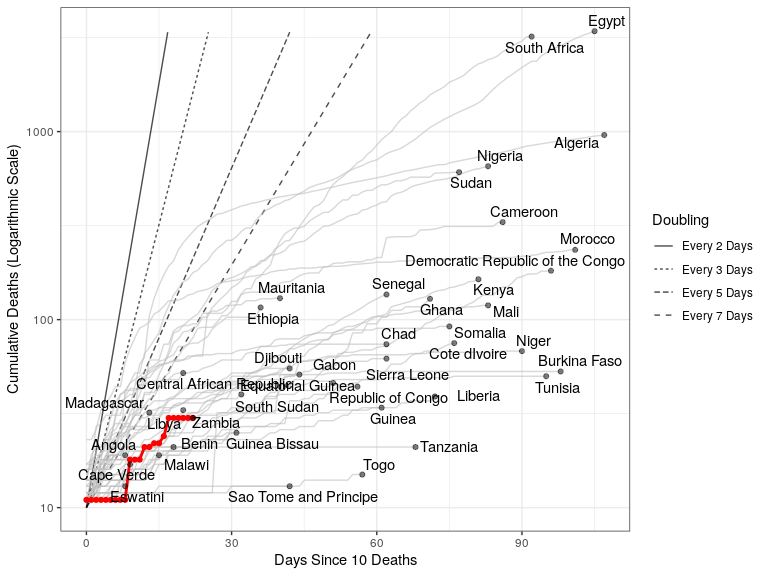 Egypt
South Africa
Algeria
Nigeria
Sudan
Cameroon
Morocco
Democratic Republic of the Congo
Mauritania
Senegal
Kenya
Ethiopia
Ghana
Mali
Chad
Somalia
Niger
Djibouti
Gabon
Cote dIvoire
Burkina Faso
Central African Republic
Equatorial Guinea
Sierra Leone
Tunisia
Madagascar
South Sudan
Republic of Congo
Liberia
Libya
Zambia
Guinea
Angola
Benin
Guinea Bissau
Tanzania
Cape Verde
Malawi
Togo
Eswatini
Sao Tome and Principe
1000
100
10
0
30
60
90
Days Since 10 Deaths
Cumulative Deaths (Logarithmic Scale)
Doubling
Every 2 Days
Every 3 Days
Every 5 Days
Every 7 Days